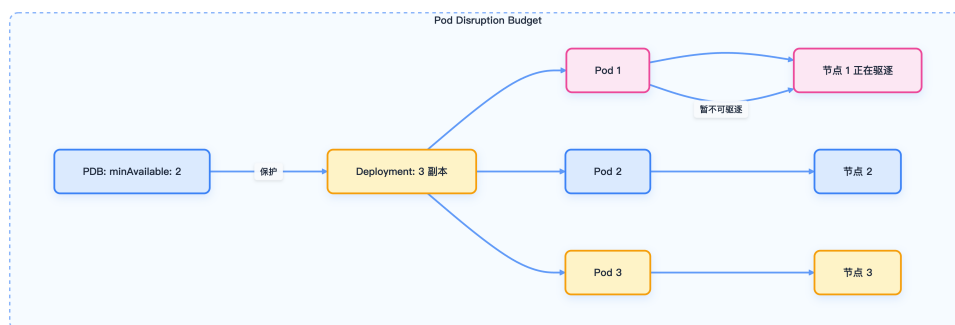 Pod Disruption Budget
Pod 1
节点 1 正在驱逐
暂不可驱逐
PDB: minAvailable: 2
保护
Deployment: 3 副本
Pod 2
节点 2
Pod 3
节点 3